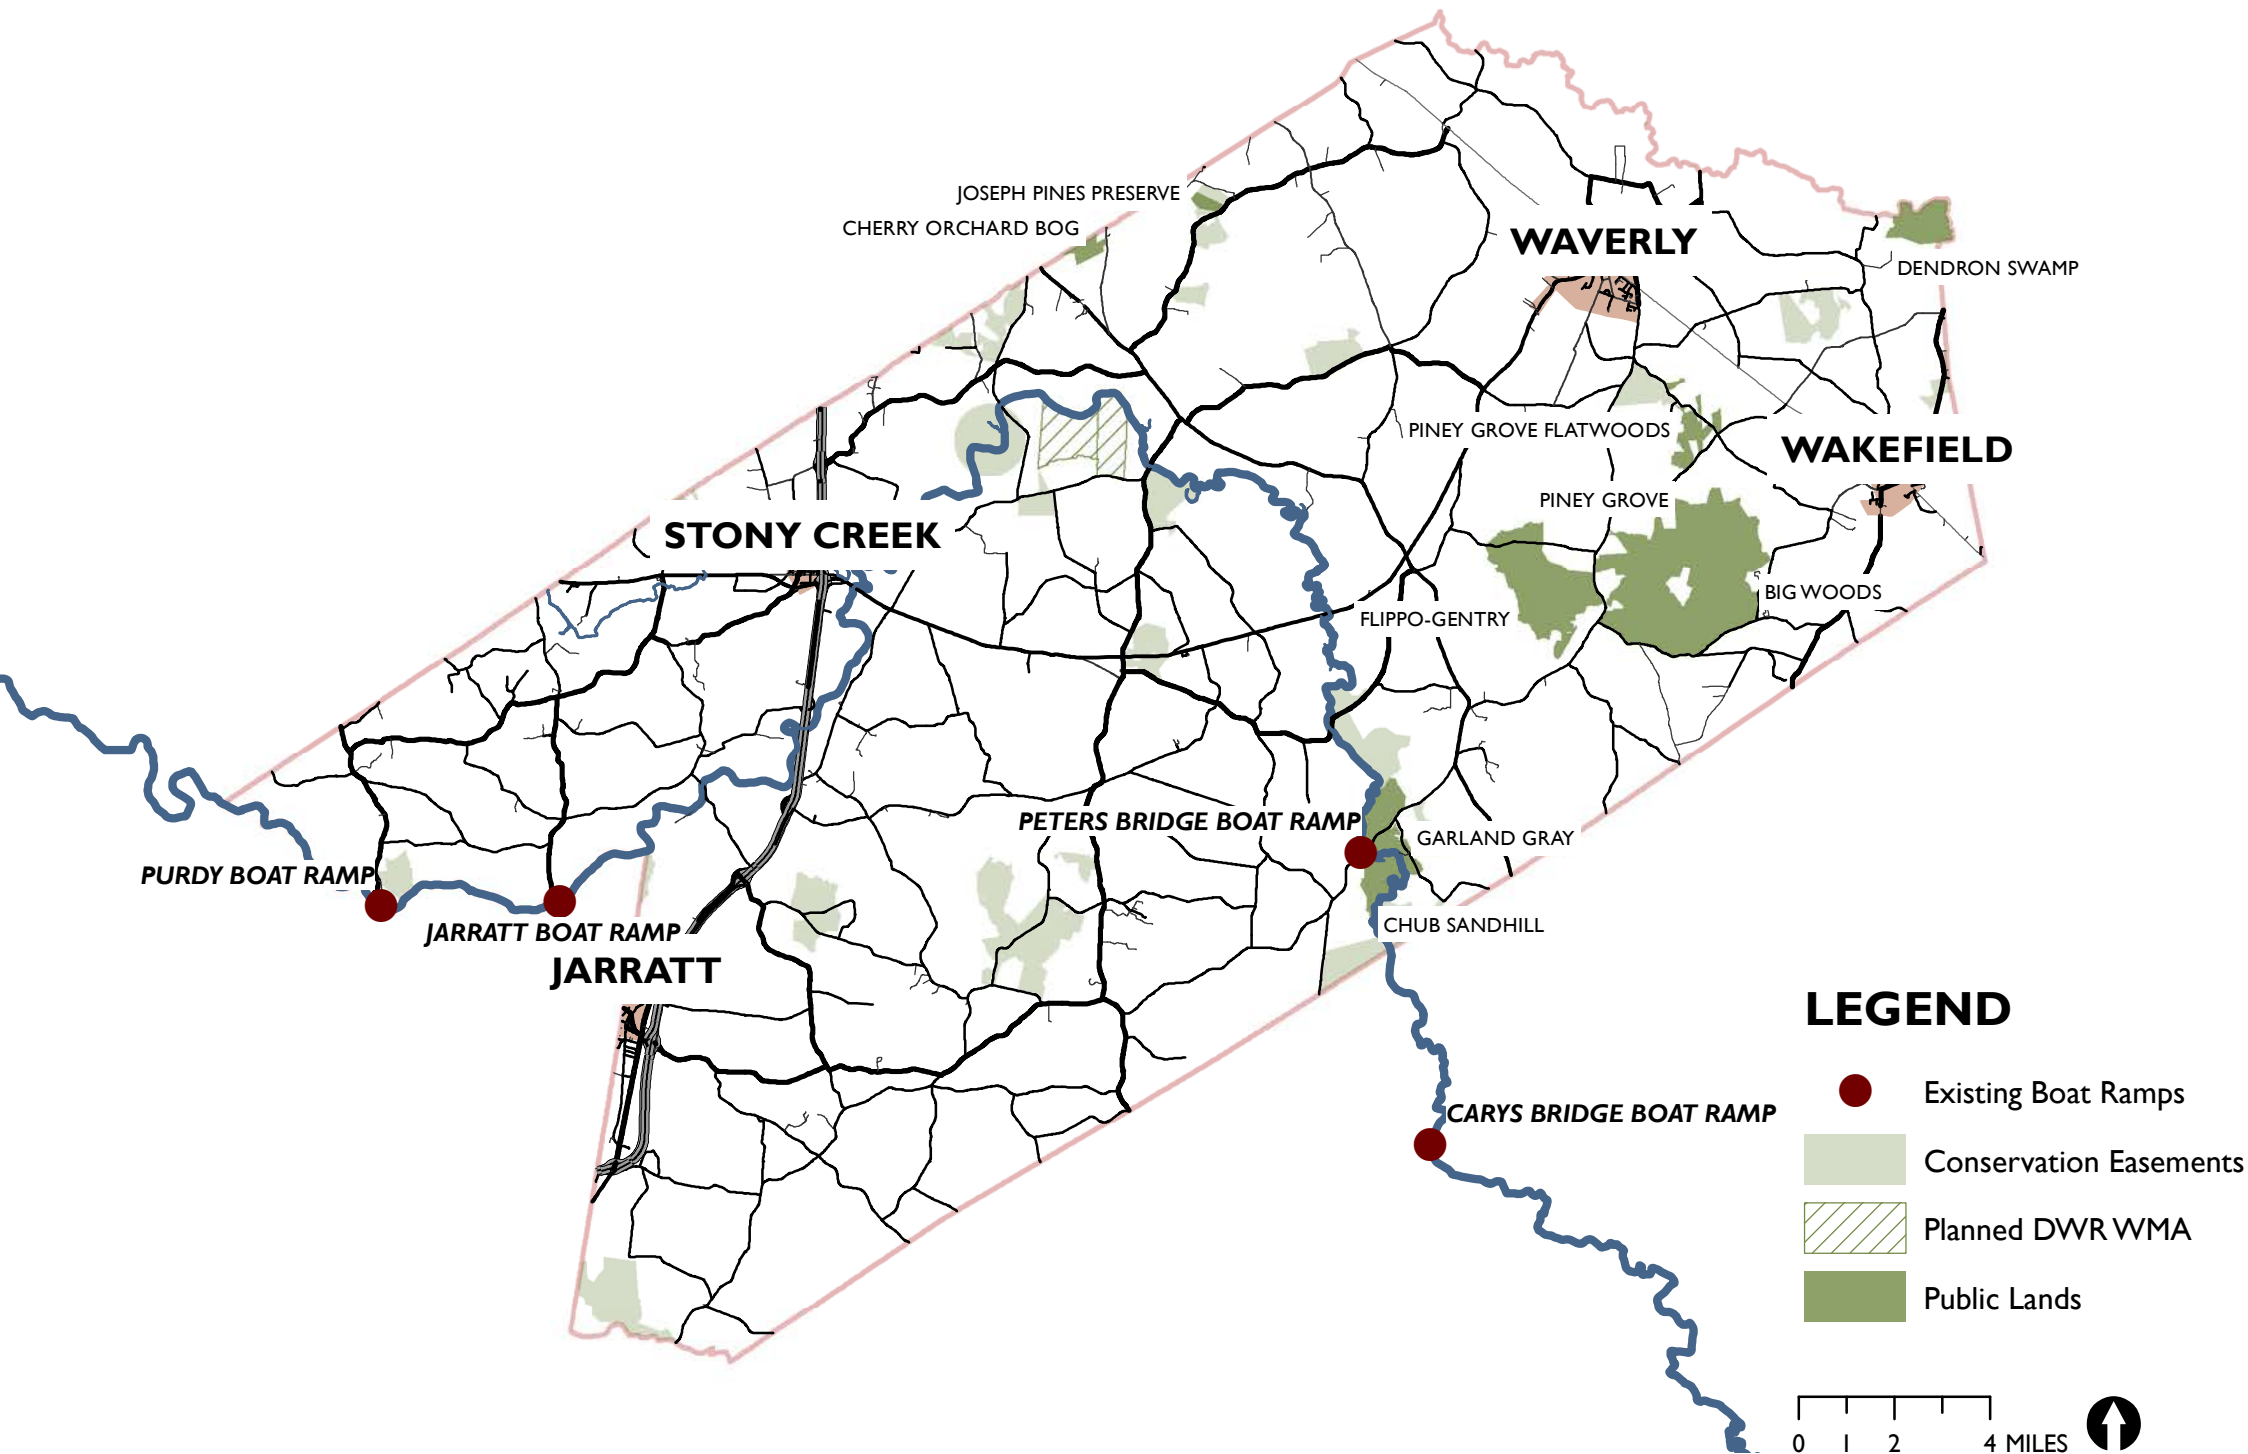 JOSEPH PINES PRESERVE
CHERRY ORCHARD BOG
WAVERLY
DENDRON SWAMP
PINEY GROVE FLATWOODS
WAKEFIELD
PINEY GROVE
STONY CREEK
BIG WOODS
FLIPPO-GENTRY
PETERS BRIDGE BOAT RAMP
GARLAND GRAY
PURDY BOAT RAMP
JARRATT BOAT RAMP
CHUB SANDHILL
JARRATT
CARYS BRIDGE BOAT RAMP
LEGEND
Existing Boat Ramps
Conservation Easements
Planned DWR WMA
Public Lands
0 1 2 4 MILES